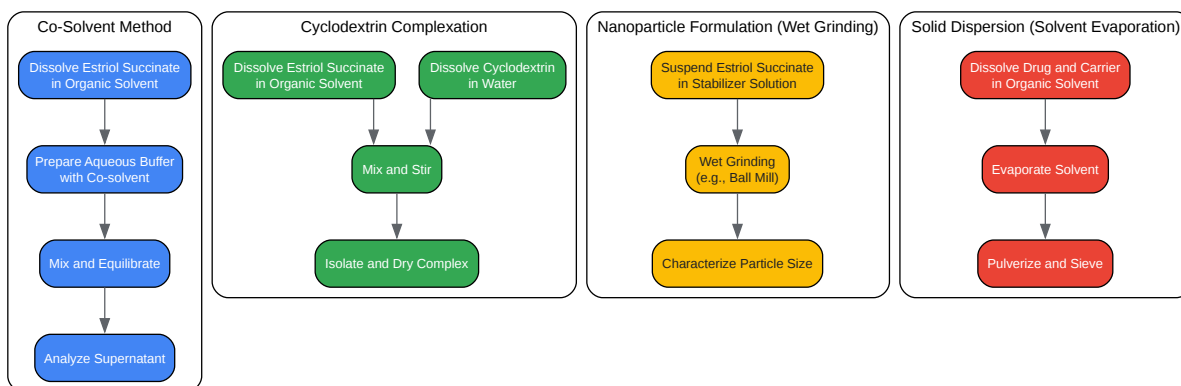 Co-Solvent Method
Dissolve Estriol Succinate
in Organic Solvent
Prepare Aqueous Buffer
with Co-solvent
Mix and Equilibrate
Analyze Supernatant
Cyclodextrin Complexation
Dissolve Estriol Succinate
in Organic Solvent
Dissolve Cyclodextrin
in Water
Mix and Stir
Isolate and Dry Complex
Nanoparticle Formulation (Wet Grinding)
Suspend Estriol Succinate
in Stabilizer Solution
Wet Grinding
(e.g., Ball Mill)
Characterize Particle Size
Solid Dispersion (Solvent Evaporation)
Dissolve Drug and Carrier
in Organic Solvent
Evaporate Solvent
Pulverize and Sieve